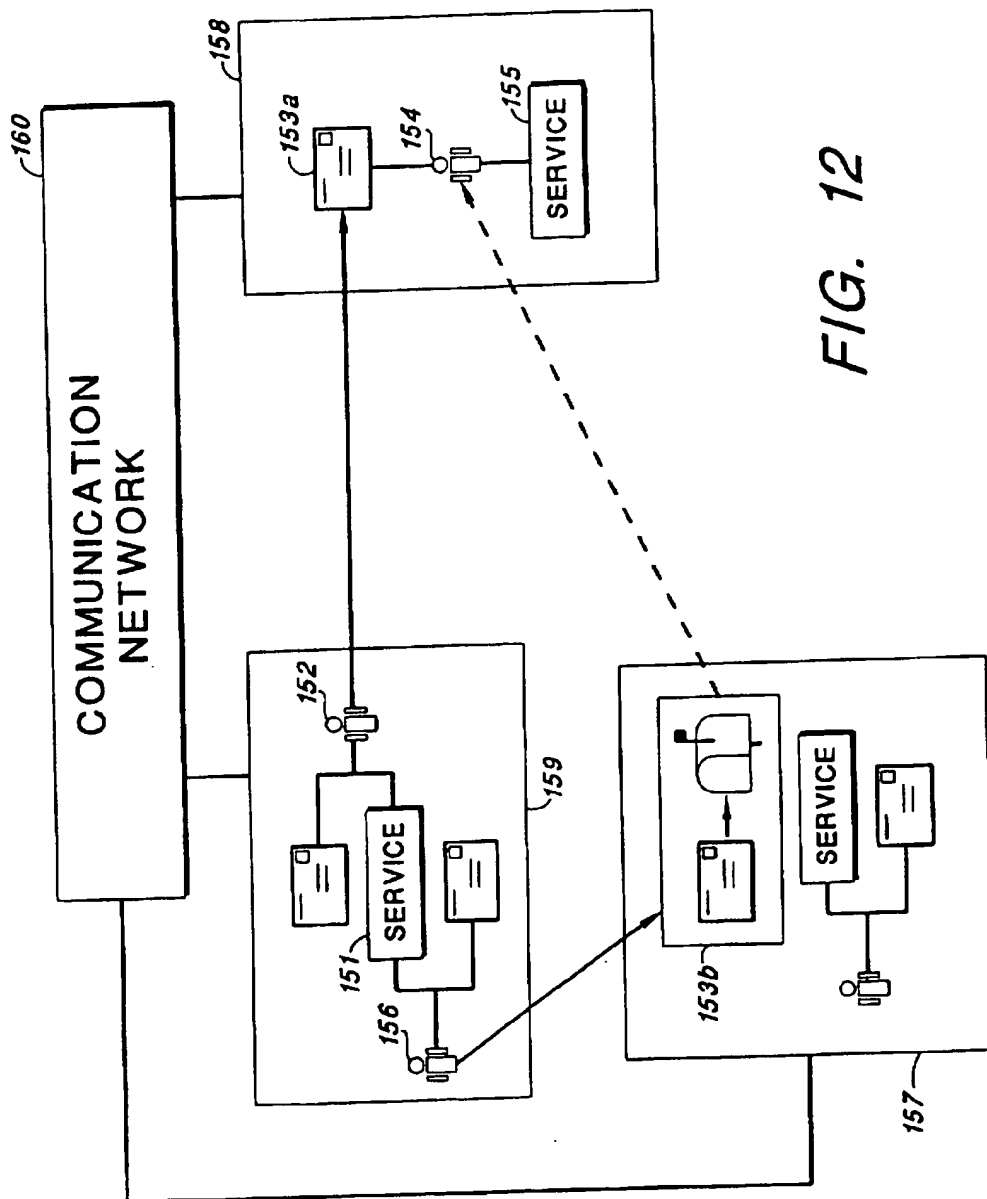 160
COMMUNICATION
NETWORK
158
153a
154
155
SERVICE
152
159
151
SERVICE
156
153b
SERVICE
157
FIG. 12